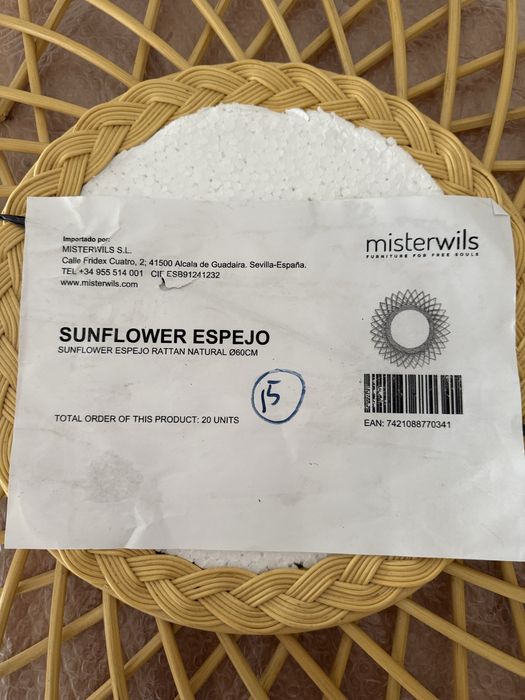 Importado por:
MISTERWILS S.L.
Calle Fridex Cuatro, 2; 41500 Alcala de Guadaira. Sevilla-España.
TEL +34 955 514 001 CIF ESB91241232
www.misterwils.com
misterwils
FURNITURE FOR FREE SOULS
SUNFLOWER ESPEJO
SUNFLOWER ESPEJO RATTAN NATURAL Ø60CM
15
TOTAL ORDER OF THIS PRODUCT: 20 UNITS
EAN: 7421088770341